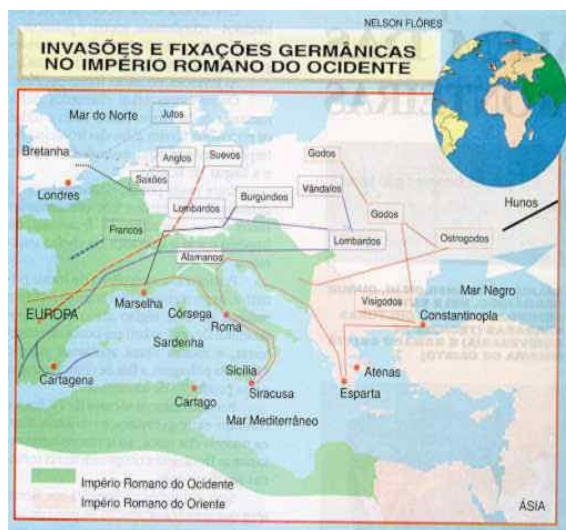 NELSON FLÔRES
INVASÕES E FIXAÇÕES GERMÂNICAS
NO IMPÉRIO ROMANO DO OCIDENTE
Mar do Norte
Jutos
Bretanha
Anglos
Suevos
Godos
Saxões
Londres
Lombardos
Burgúndios
Vândalos
Hunos
Godos
Francos
Lombardos
Ostrogodos
Alamanos
Mar Negro
Visigodos
Marselha
EUROPA
Córsega
Roma
Constantinopla
Sardenha
Cartagena
Sicília
Atenas
Cartago
Siracusa
Esparta
Mar Mediterrâneo
Império Romano do Ocidente
Império Romano do Oriente
ÁSIA